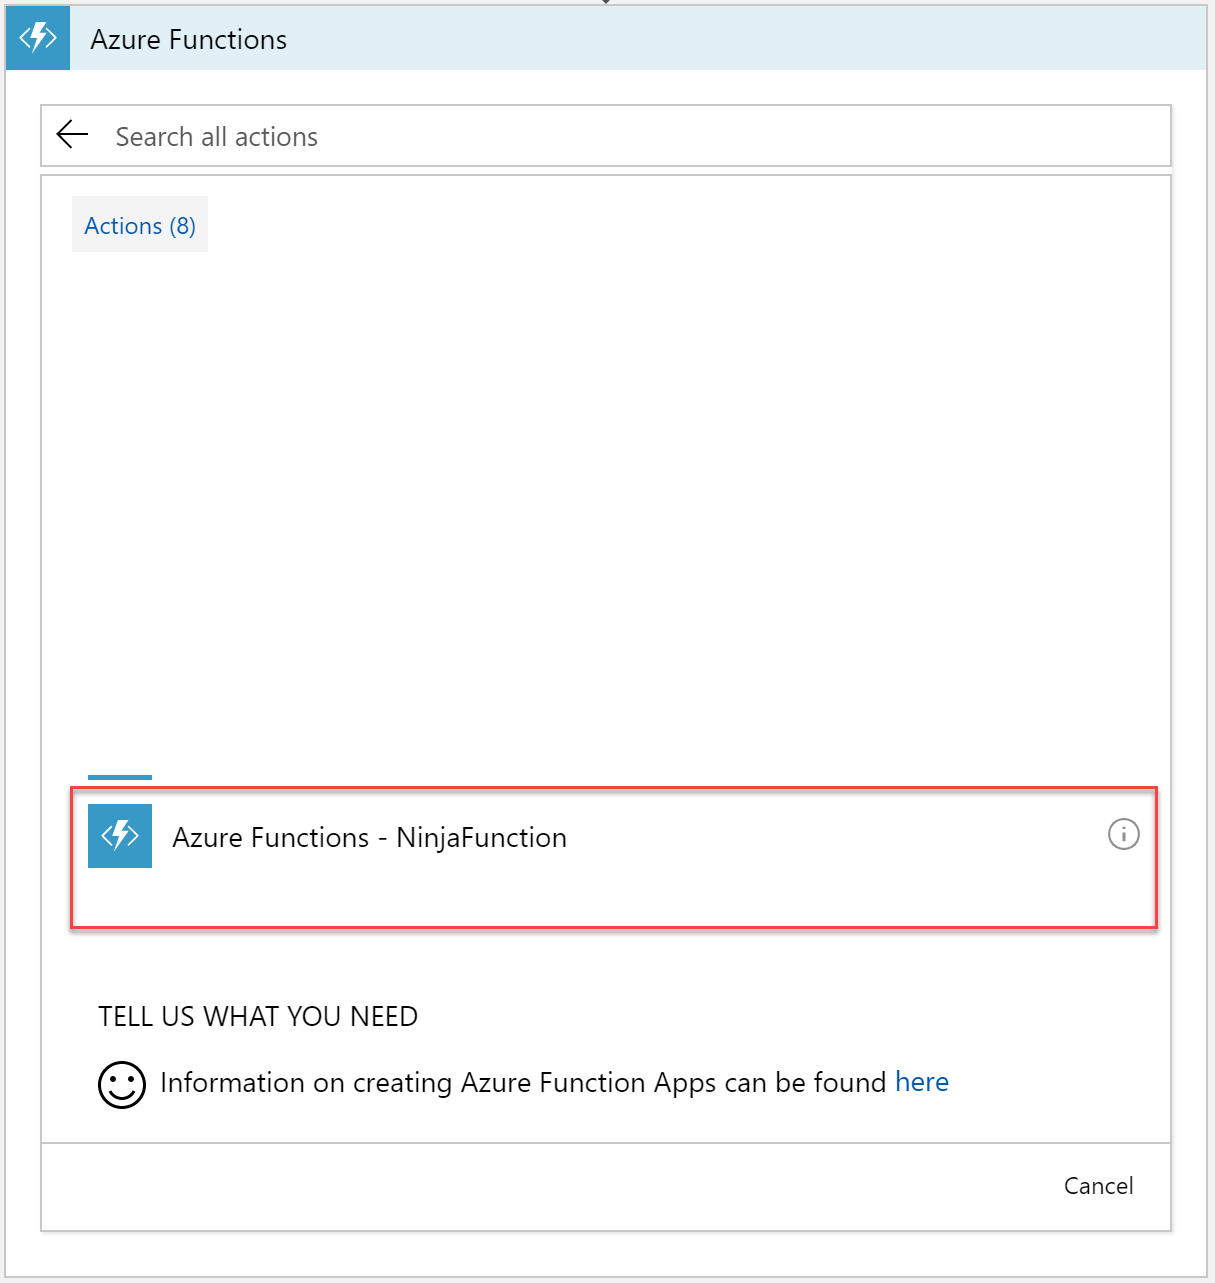 Azure Functions
Search all actions
Actions (8)
Azure Functions - NinjaFunction
TELL US WHAT YOU NEED
Information on creating Azure Function Apps can be found here
Cancel